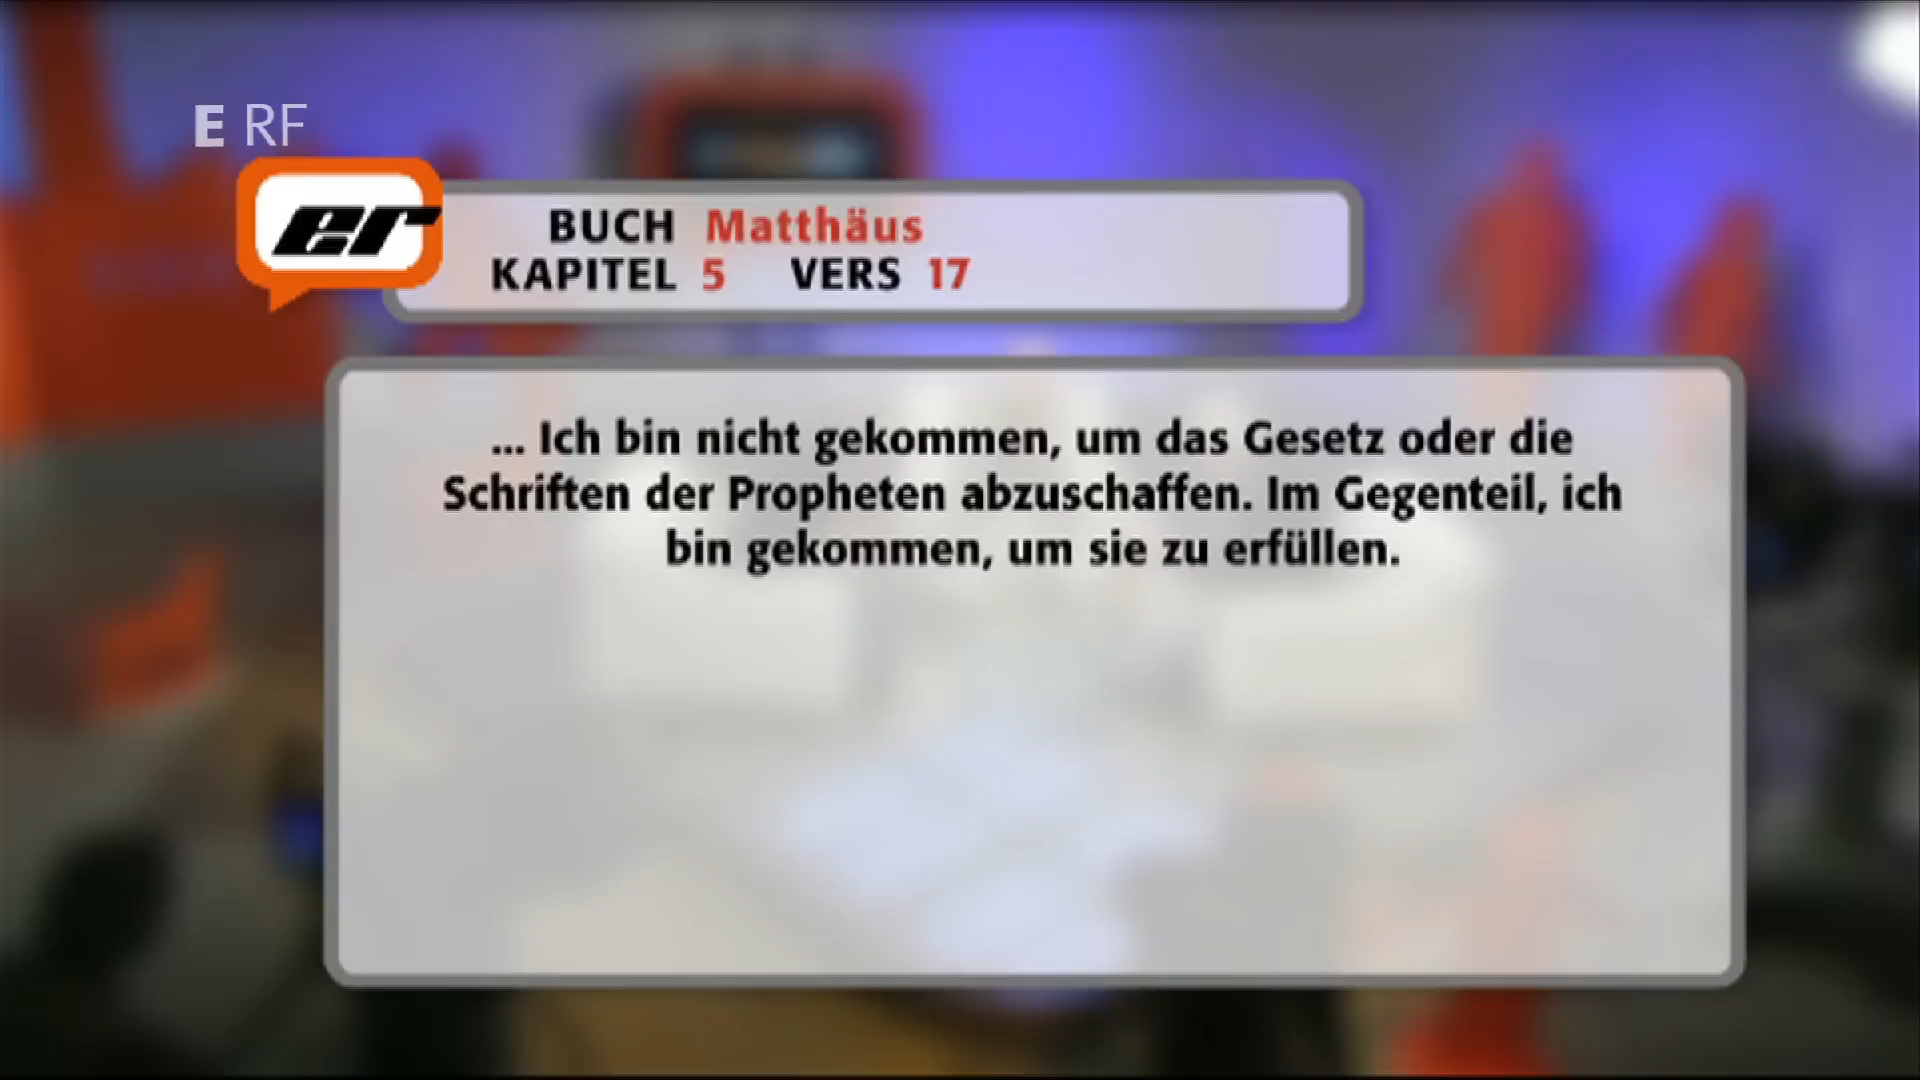 E RF
er
BUCH Matthäus
KAPITEL 5 VERS 17
... Ich bin nicht gekommen, um das Gesetz oder die
Schriften der Propheten abzuschaffen. Im Gegenteil, ich
bin gekommen, um sie zu erfüllen.